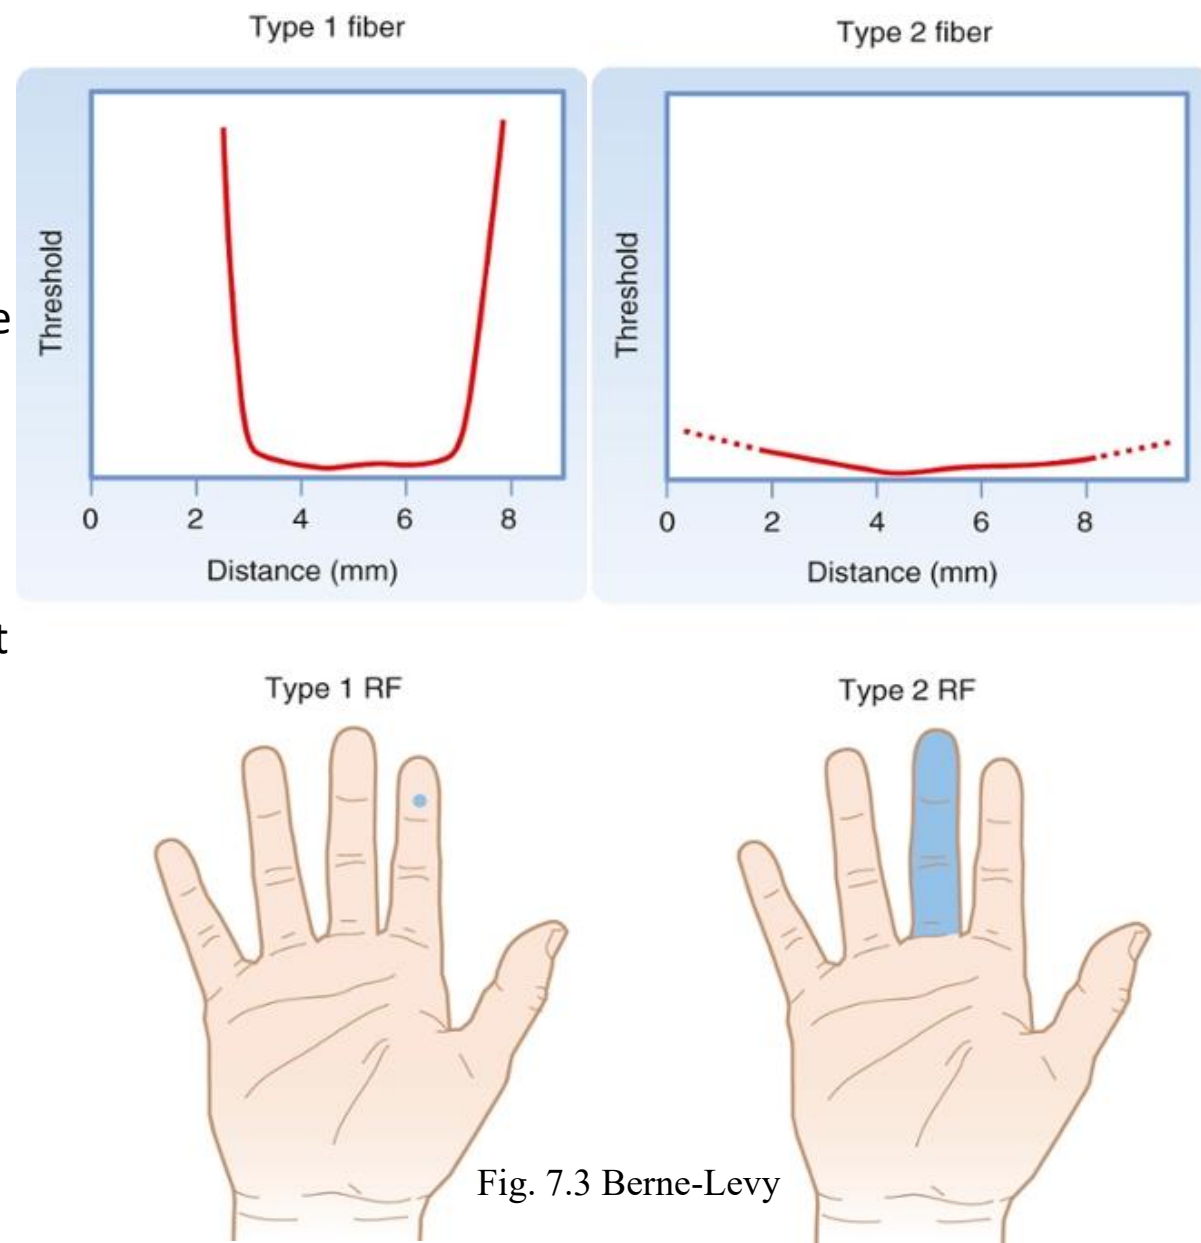 Type 1 fiber
Threshold
0 2 4 6 8
Distance (mm)
Type 2 fiber
Threshold
0 2 4 6 8
Distance (mm)
e
t
Type 1 RF
Type 2 RF
Fig. 7.3 Berne-Levy